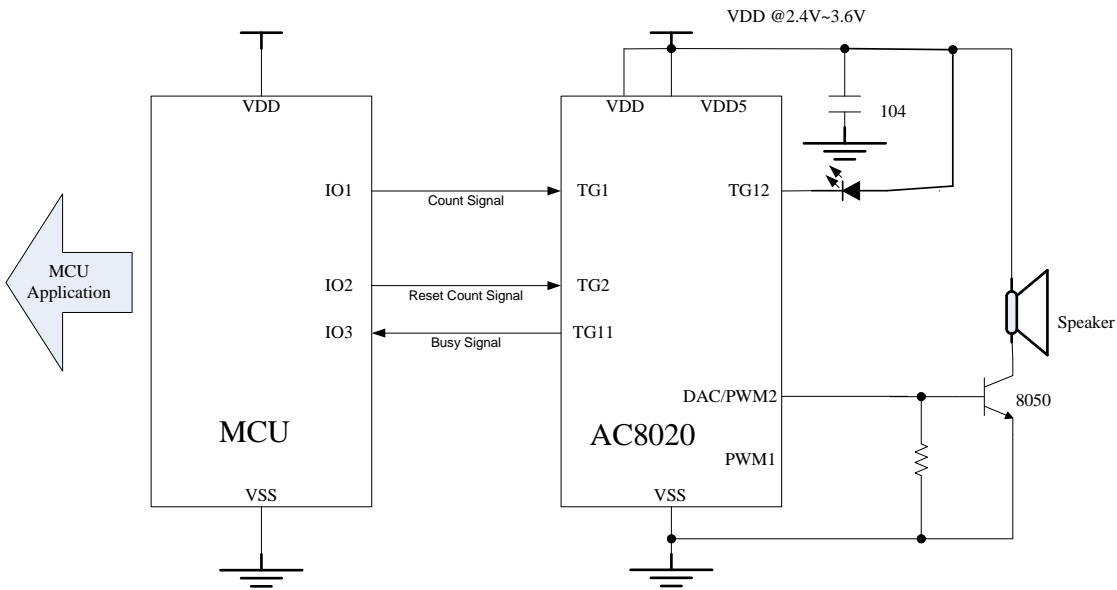 VDD @2.4V~3.6V
VDD
VDD
VDD5
104
IO1
Count Signal
TG1
TG12
MCU
Application
IO2
Reset Count Signal
TG2
IO3
Busy Signal
TG11
Speaker
DAC/PWM2
8050
MCU
AC8020
PWM1
VSS
VSS